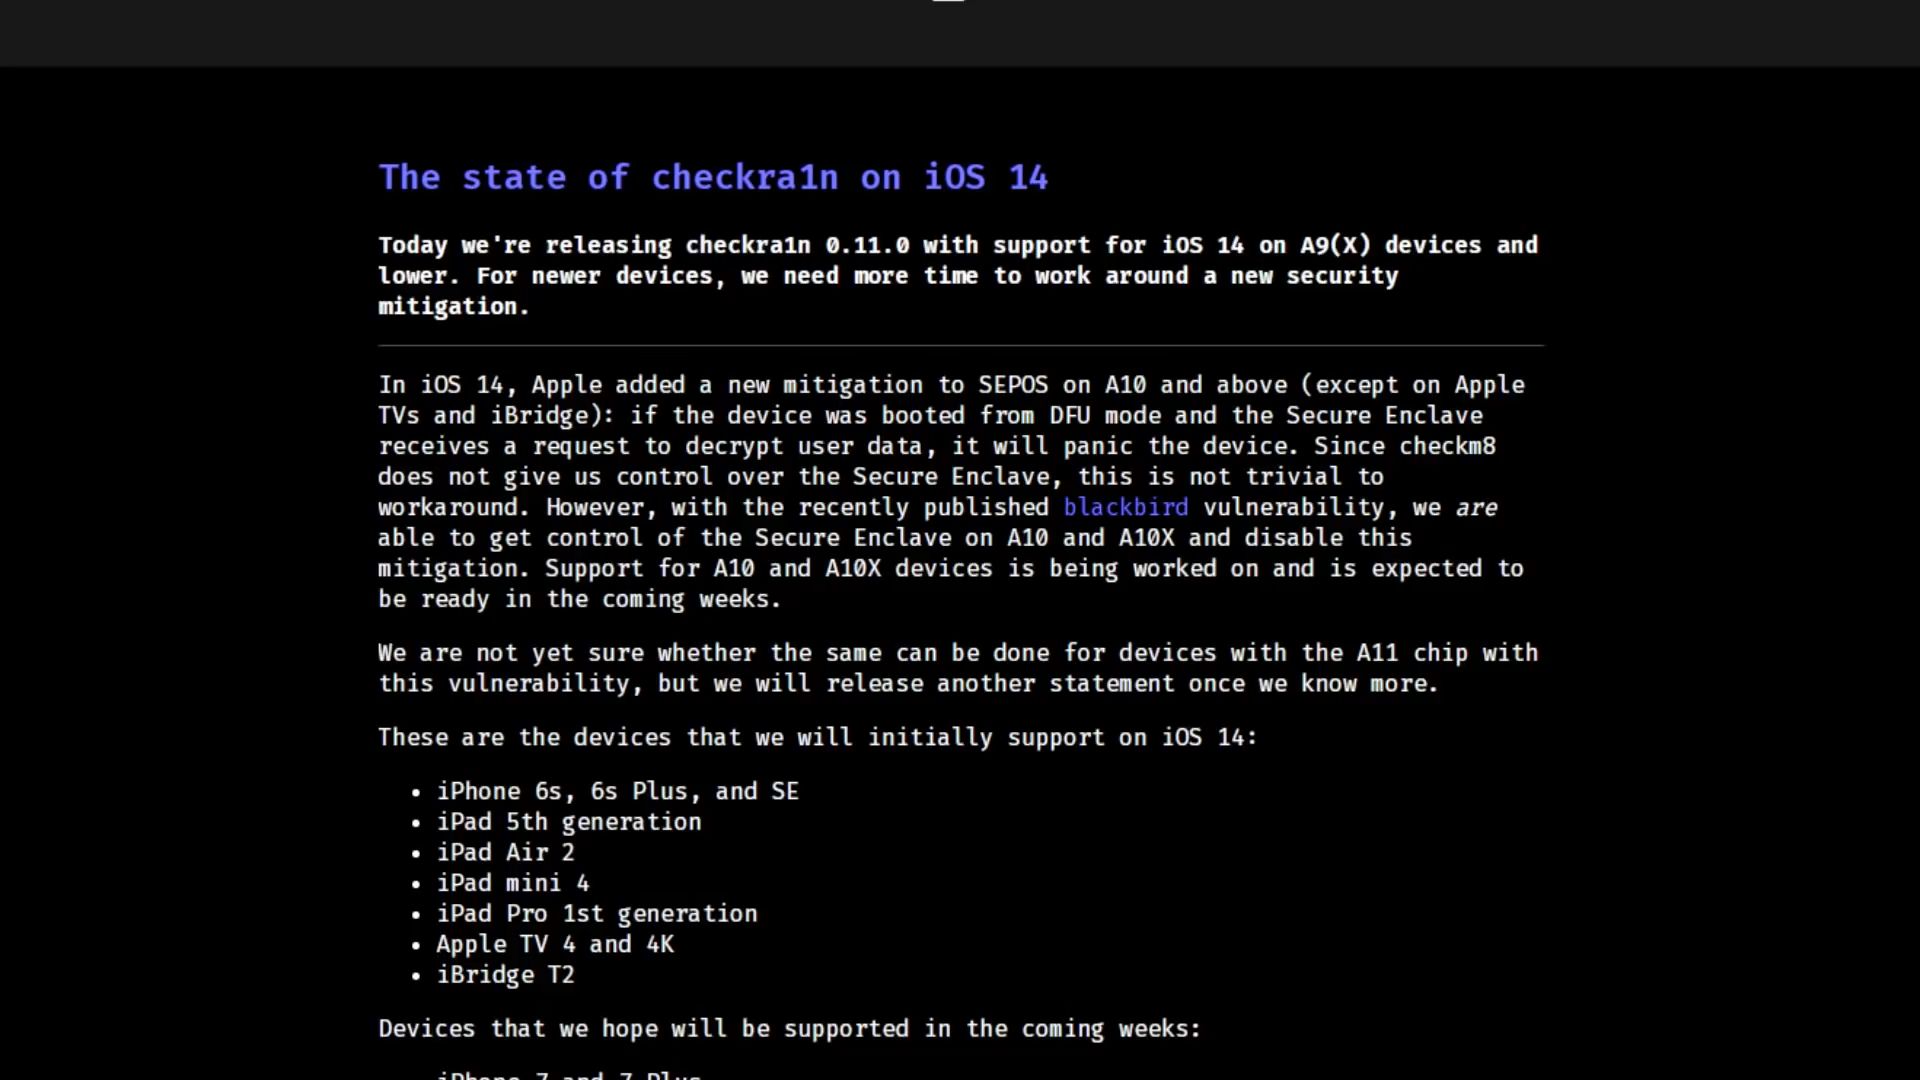 The state of checkra1n on iOS 14
Today we're releasing checkra1n 0.11.0 with support for iOS 14 on A9(X) devices and
lower. For newer devices, we need more time to work around a new security
mitigation.
In iOS 14, Apple added a new mitigation to SEPOS on A10 and above (except on Apple
TVs and iBridge): if the device was booted from DFU mode and the Secure Enclave
receives a request to decrypt user data, it will panic the device. Since checkm8
does not give us control over the Secure Enclave, this is not trivial to
workaround. However, with the recently published blackbird vulnerability, we are
able to get control of the Secure Enclave on A10 and A10X and disable this
mitigation. Support for A10 and A10X devices is being worked on and is expected to
be ready in the coming weeks.
We are not yet sure whether the same can be done for devices with the A11 chip with
this vulnerability, but we will release another statement once we know more.
These are the devices that we will initially support on iOS 14:
• iPhone 6s, 6s Plus, and SE
• iPad 5th generation
• iPad Air 2
• iPad mini 4
• iPad Pro 1st generation
• Apple TV 4 and 4K
• iBridge T2
Devices that we hope will be supported in the coming weeks:
iPhone 7 and 7 Plus